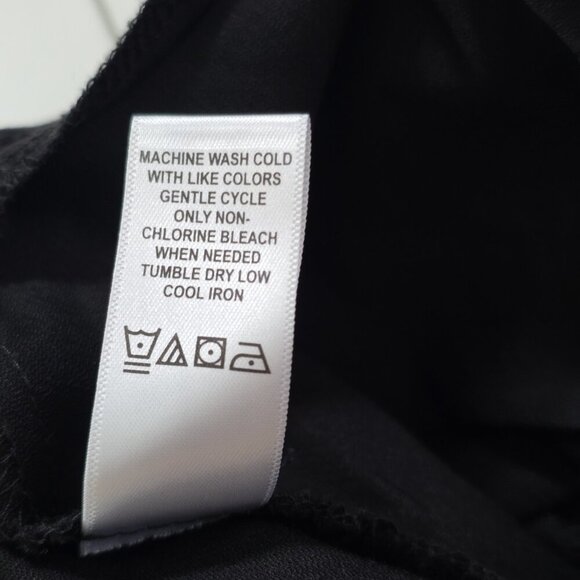 MACHINE WASH COLD
WITH LIKE COLORS
GENTLE CYCLE
ONLY NON-
CHLORINE BLEACH
WHEN NEEDED
TUMBLE DRY LOW
COOL IRON